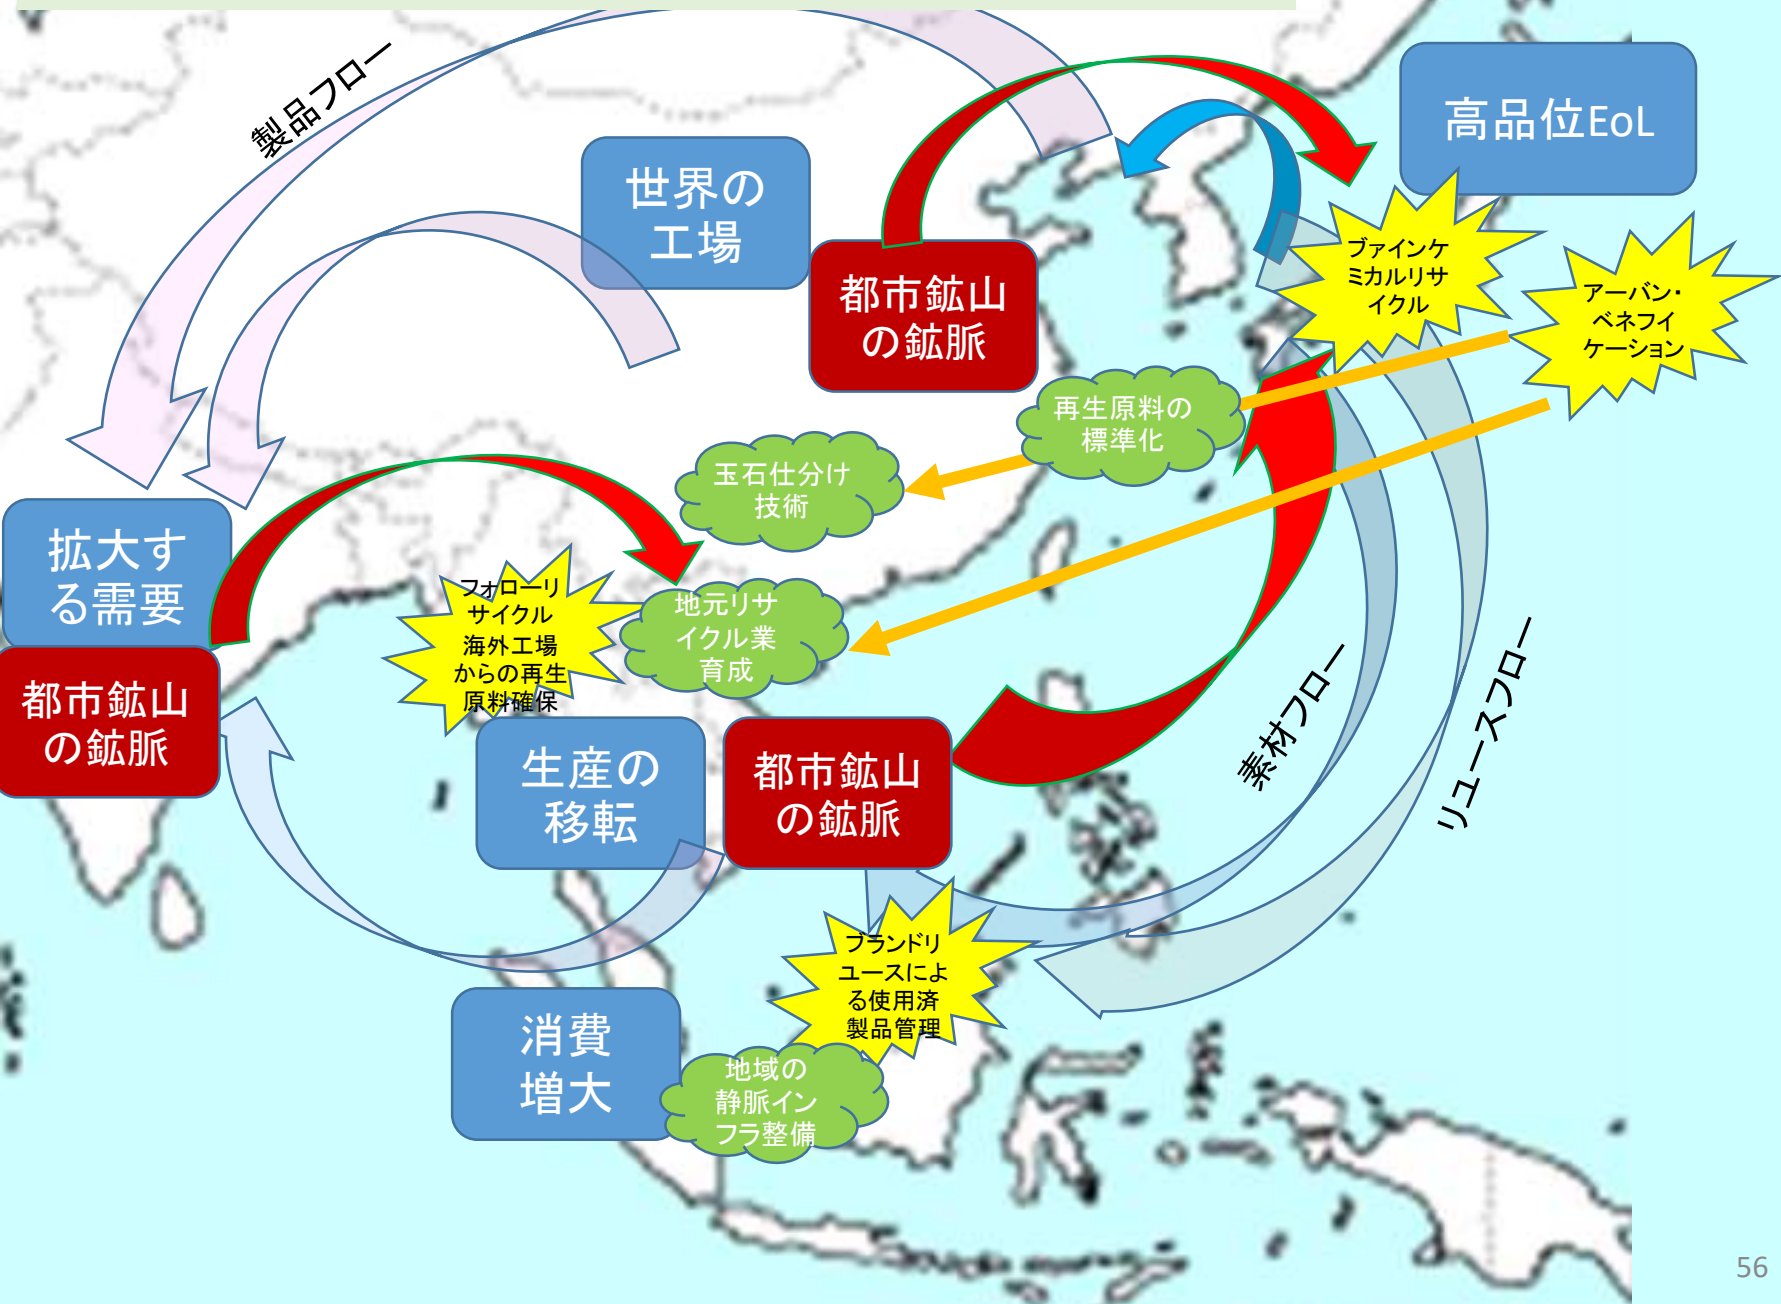 製品フロー
高品位EoL
世界の
工場
都市鉱山
の鉱脈
ブァインケ
ミカルリサ
イクル
アーバン・
ベネフイ
ケーション
再生原料の
標準化
玉石仕分け
技術
拡大す
る需要
都市鉱山
の鉱脈
フォローリ
サイクル
海外工場
からの再生
原料確保
地元リサ
イクル業
育成
生産の
移転
都市鉱山
の鉱脈
素材フロー
リユースフロー
ブランドリ
ユースによ
る使用済
製品管理
消費
増大
地域の
静脈イン
フラ整備
56